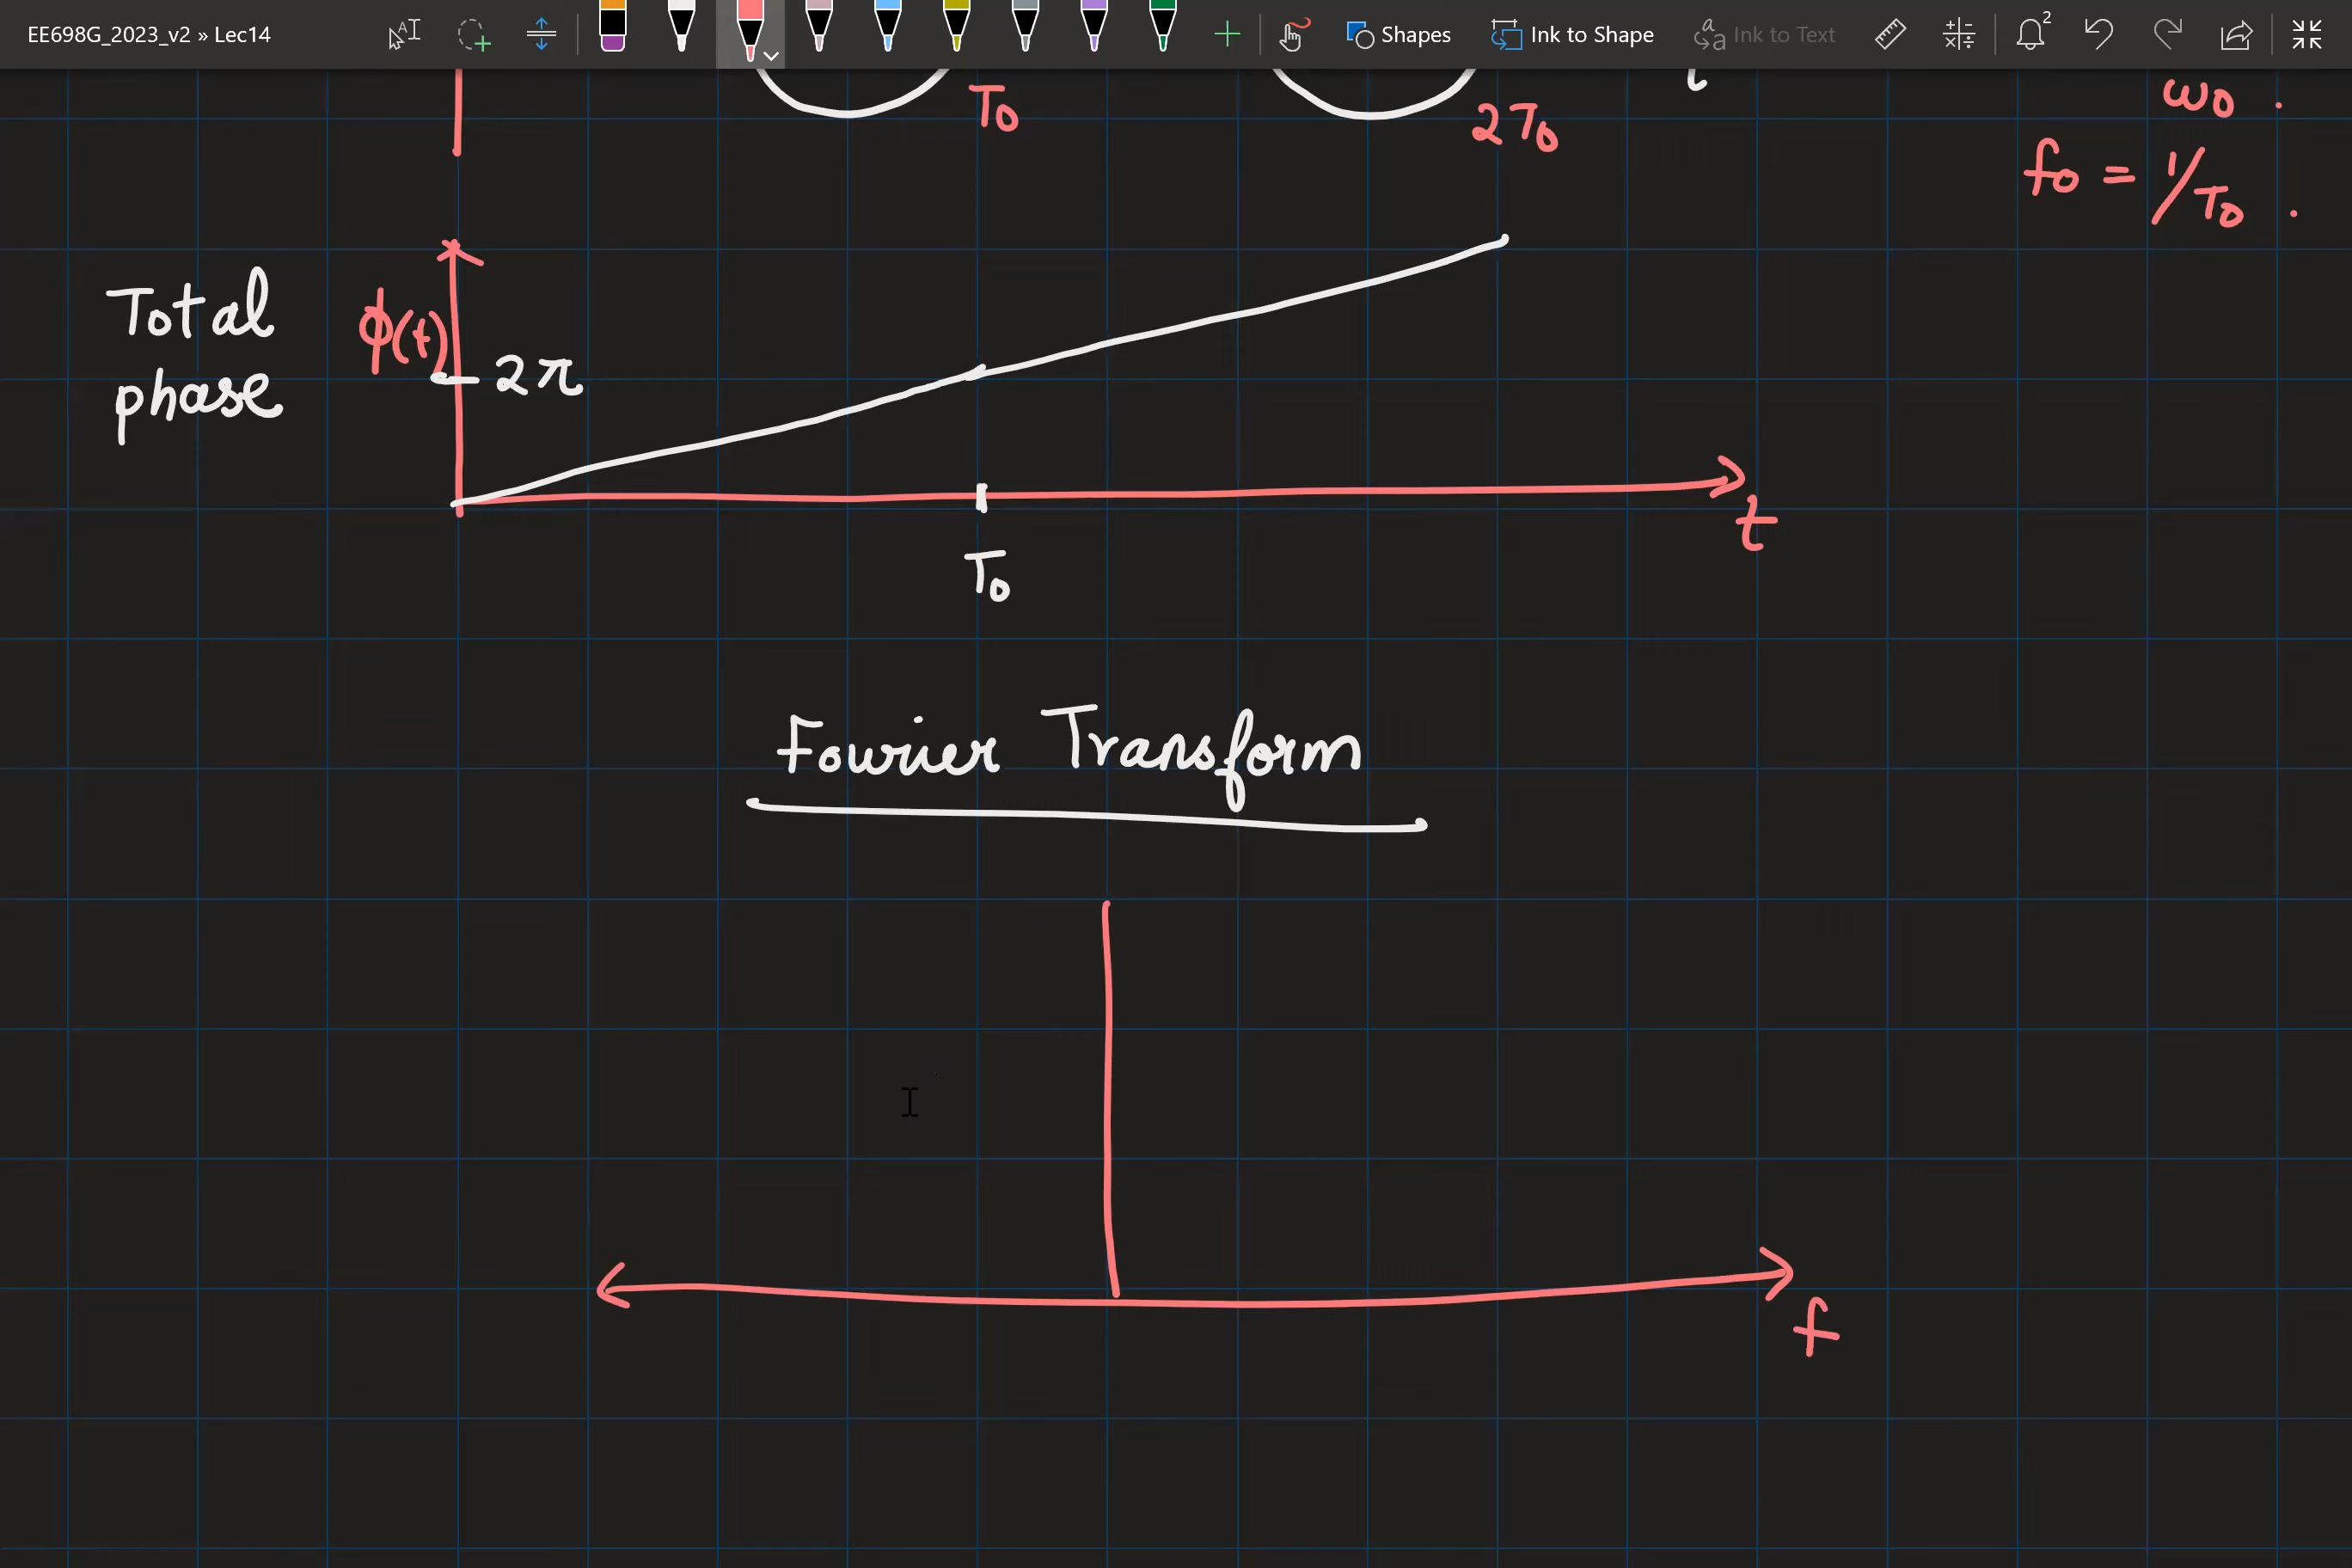 EE698G_2023_v2 » Lec14
Shapes
Ink to Shape
Ink to Text
2
T₀
2T₀
t
ω₀ .
f₀ = 1/T₀ .
Total
phase
ϕ(t)
2π
t
T₀
Fourier Transform
f